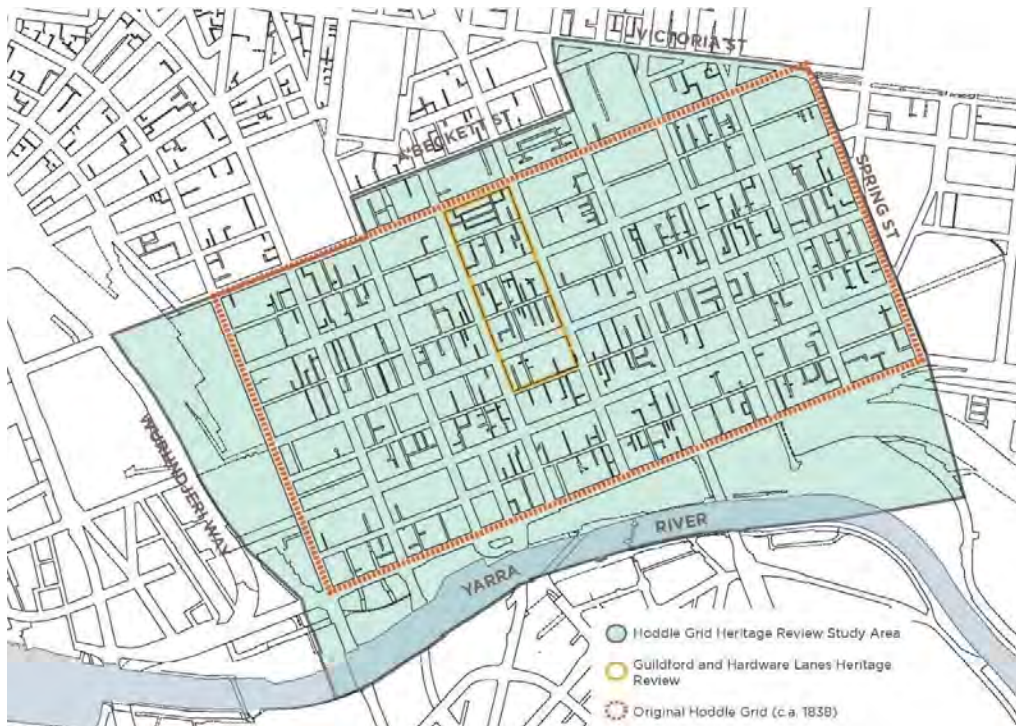 VICTORIA ST
A'BECKETT ST
SPRING ST
WURUNDJERI WAY
RIVER
YARRA
Hoddle Grid Heritage Review Study Area
Guildford and Hardware Lanes Heritage
Review
Original Hoddle Grid (c.a. 1838)